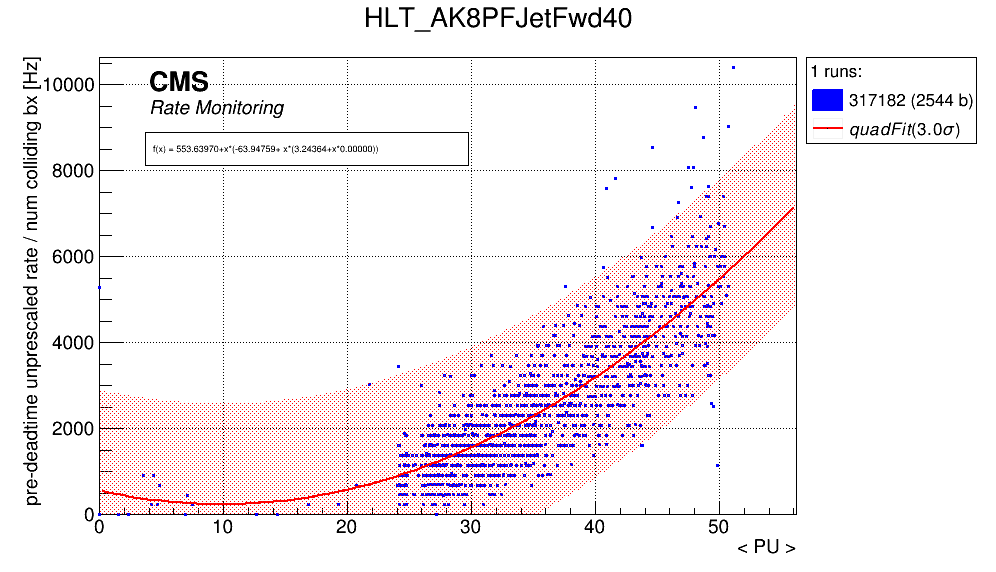 HLT_AK8PFJetFwd40
pre-deadtime unprescaled rate / num colliding bx [Hz]
10000
8000
6000
4000
2000
0
CMS
Rate Monitoring
f(x) = 553.63970+x*(-63.94759+ x*(3.24364+x*0.00000))
0 10 20 30 40 50
< PU >
1 runs:
317182 (2544 b)
quadFit(3.0σ)